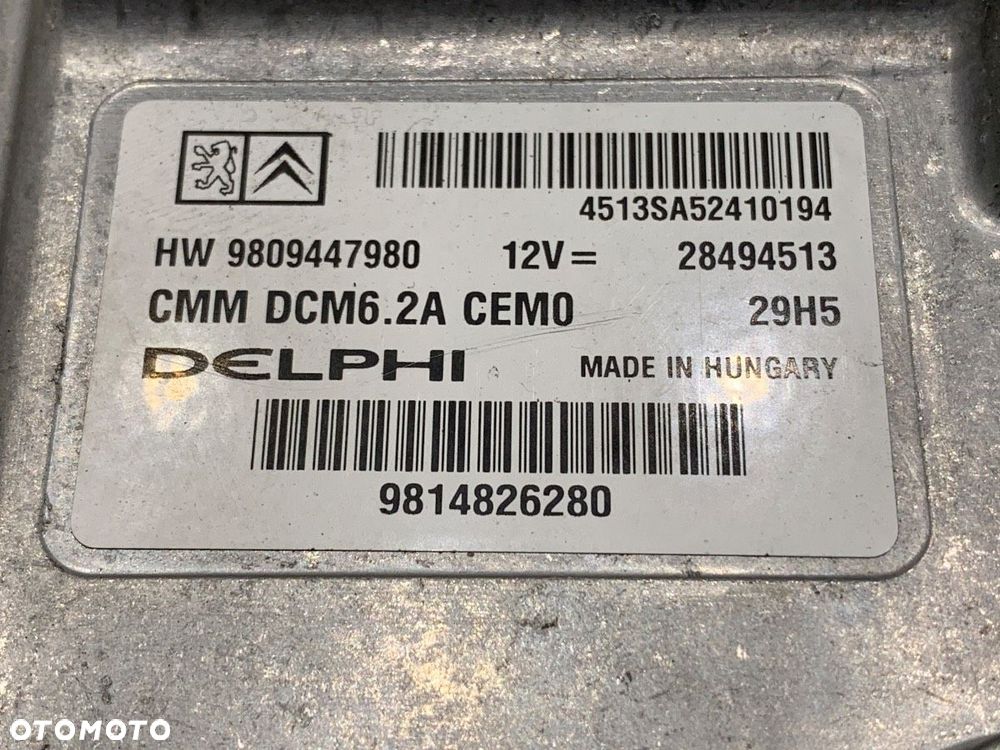 4513SA52410194
HW 9809447980 12V= 28494513
CMM DCM6.2A CEM0 29H5
DELPHI MADE IN HUNGARY
9814826280
OTOMOTO